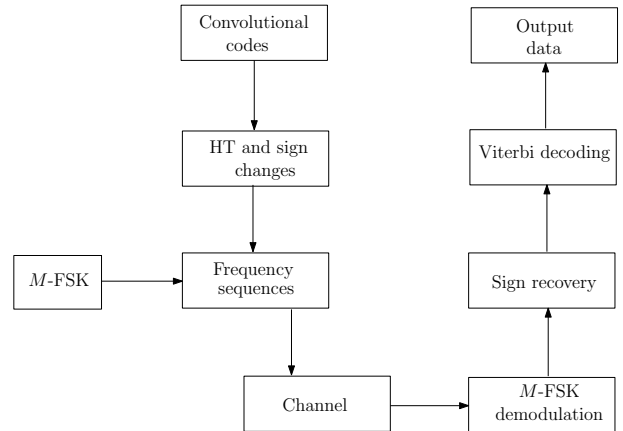 Convolutional
codes
HT and sign
changes
M-FSK
Frequency
sequences
Channel
M-FSK
demodulation
Sign recovery
Viterbi decoding
Output
data